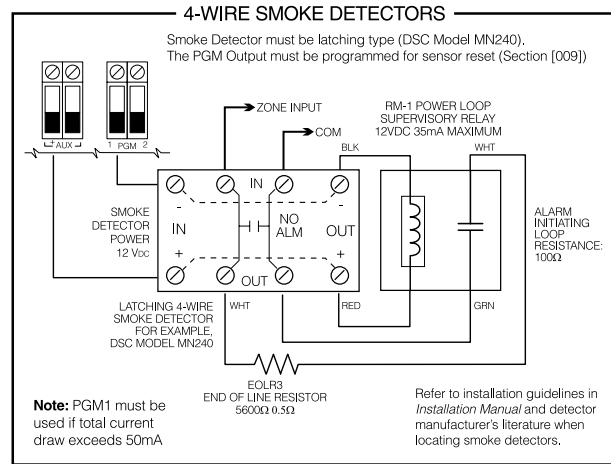 4-WIRE SMOKE DETECTORS
Smoke Detector must be latching type (DSC Model MN240).
The PGM Output must be programmed for sensor reset (Section [009])
+ AUX -
1 PGM 2
ZONE INPUT
COM
RM-1 POWER LOOP
SUPERVISORY RELAY
12VDC 35mA MAXIMUM
BLK
WHT
SMOKE
DETECTOR
POWER
12 VDC
-
IN
-
IN
NO
ALM
OUT
+
OUT
+
ALARM
INITIATING
LOOP
RESISTANCE:
100Ω
LATCHING 4-WIRE
SMOKE DETECTOR
FOR EXAMPLE,
DSC MODEL MN240
WHT
RED
GRN
EOLR3
END OF LINE RESISTOR
5600Ω 0.5Ω
Note: PGM1 must be
used if total current
draw exceeds 50mA
Refer to installation guidelines in
Installation Manual and detector
manufacturer's literature when
locating smoke detectors.